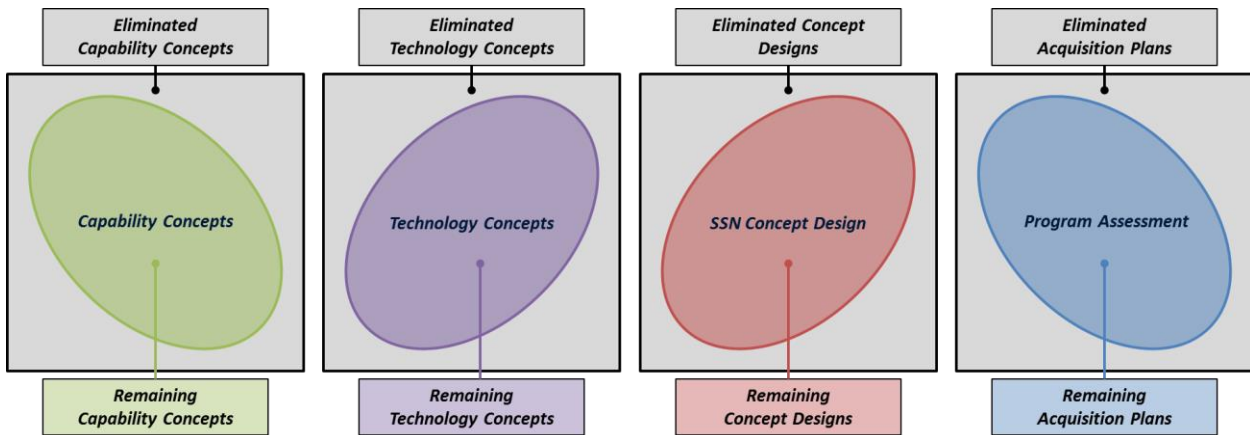 Eliminated
Capability Concepts
Eliminated
Technology Concepts
Eliminated Concept
Designs
Eliminated
Acquisition Plans
Capability Concepts
Technology Concepts
SSN Concept Design
Program Assessment
Remaining
Capability Concepts
Remaining
Technology Concepts
Remaining
Concept Designs
Remaining
Acquisition Plans